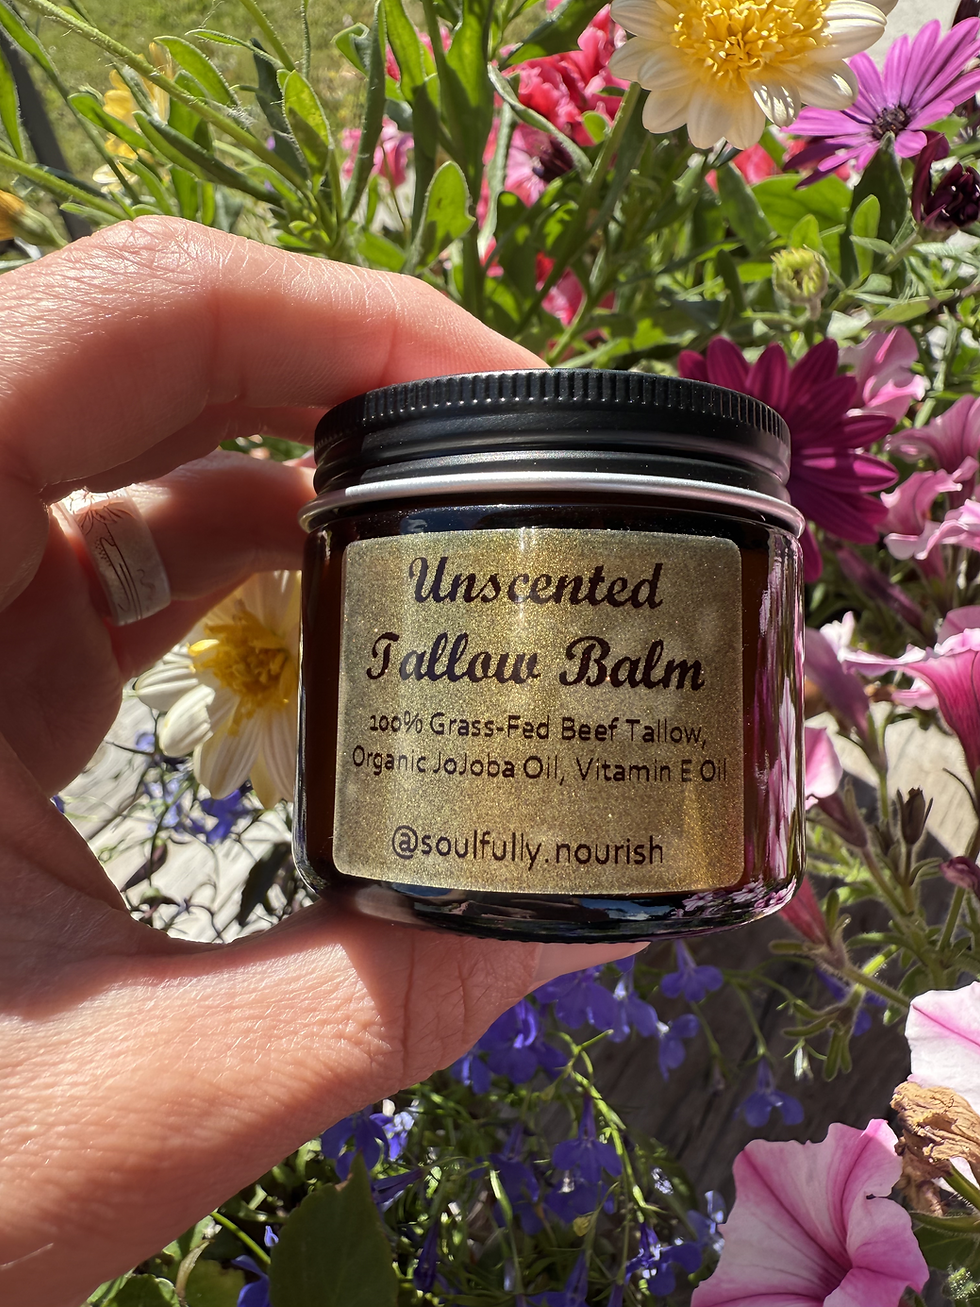 Unscented
Tallow Balm
100% Grass-Fed Beef Tallow,
Organic JoJoba Oil, Vitamin E Oil
@soulfully.nourish